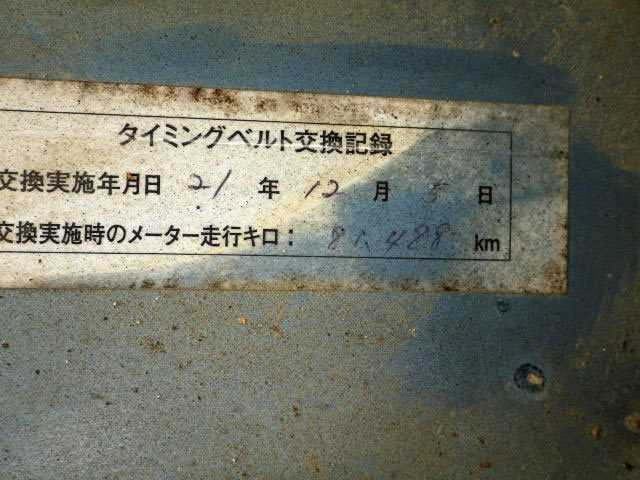 タイミングベルト交換記録
交換実施年月日 21 年 12 月 5 日
交換実施時のメーター走行キロ： 81,488 km